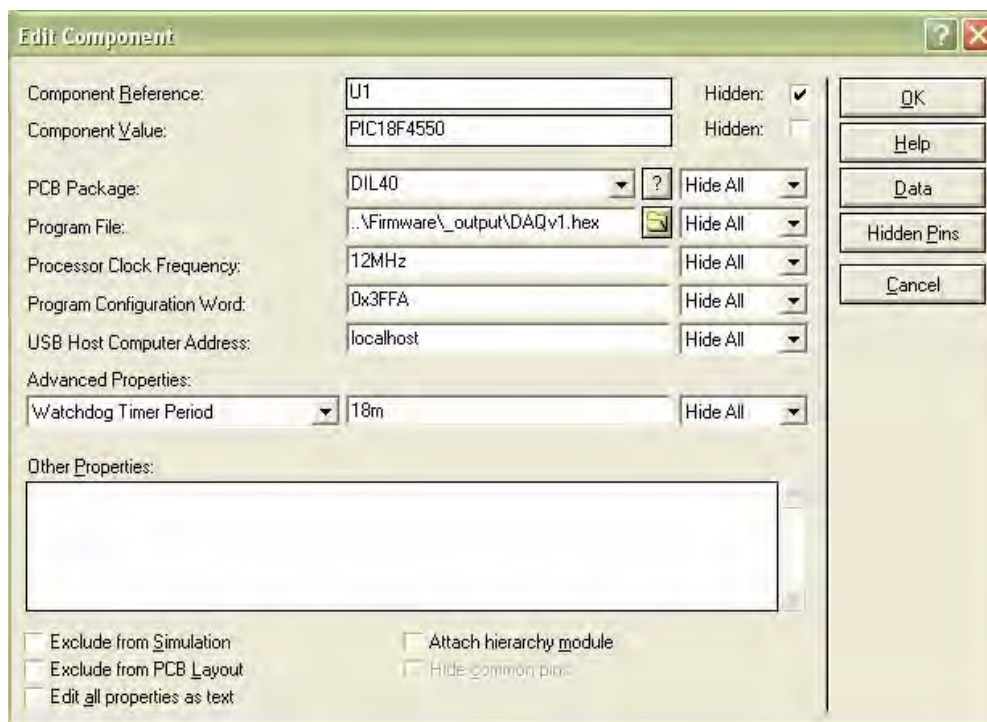 Edit Component
Component Reference: U1 Hidden: OK
Component Value: PIC18F4550 Hidden: Help
PCB Package: DIL40 ? Hide All Data
Program File: ..\Firmware\_output\DAQv1.hex Hide All Hidden Pins
Processor Clock Frequency: 12MHz Hide All Cancel
Program Configuration Word: 0x3FFA Hide All
USB Host Computer Address: localhost Hide All
Advanced Properties:
Watchdog Timer Period 18m Hide All
Other Properties:
Exclude from Simulation Attach hierarchy module
Exclude from PCB Layout Hide common pins
Edit all properties as text